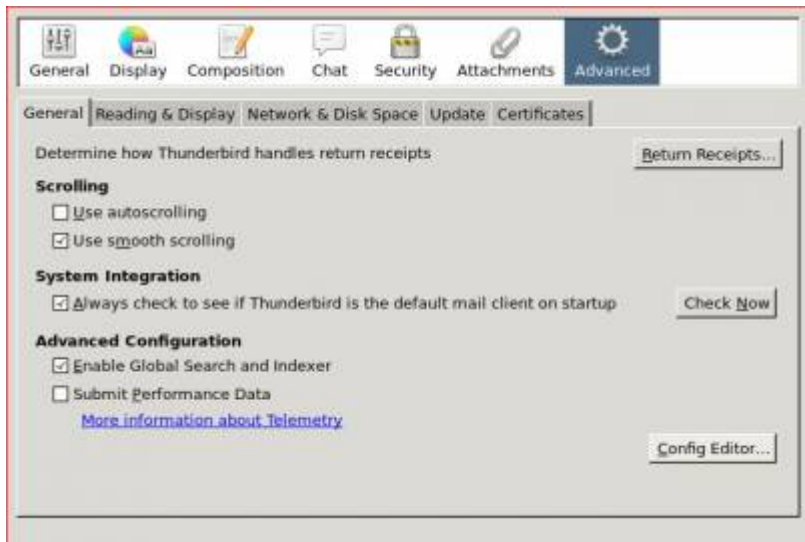 General Display Composition Chat Security Attachments Advanced
General Reading & Display Network & Disk Space Update Certificates
Determine how Thunderbird handles return receipts Return Receipts...
Scrolling
Use autoscrolling
Use smooth scrolling
System Integration
Always check to see if Thunderbird is the default mail client on startup Check Now
Advanced Configuration
Enable Global Search and Indexer
Submit Performance Data
More information about Telemetry
Config Editor...